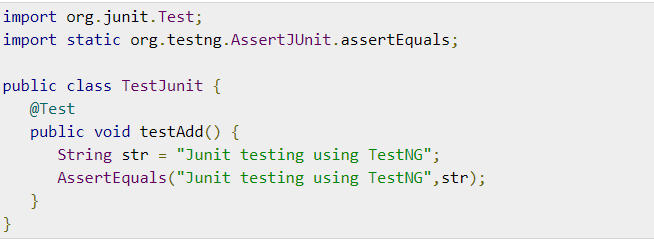 import org.junit.Test;
import static org.testng.AssertJUnit.assertEquals;
public class TestJunit {
@Test
public void testAdd() {
String str = "Junit testing using TestNG";
AssertEquals("Junit testing using TestNG",str);
}
}